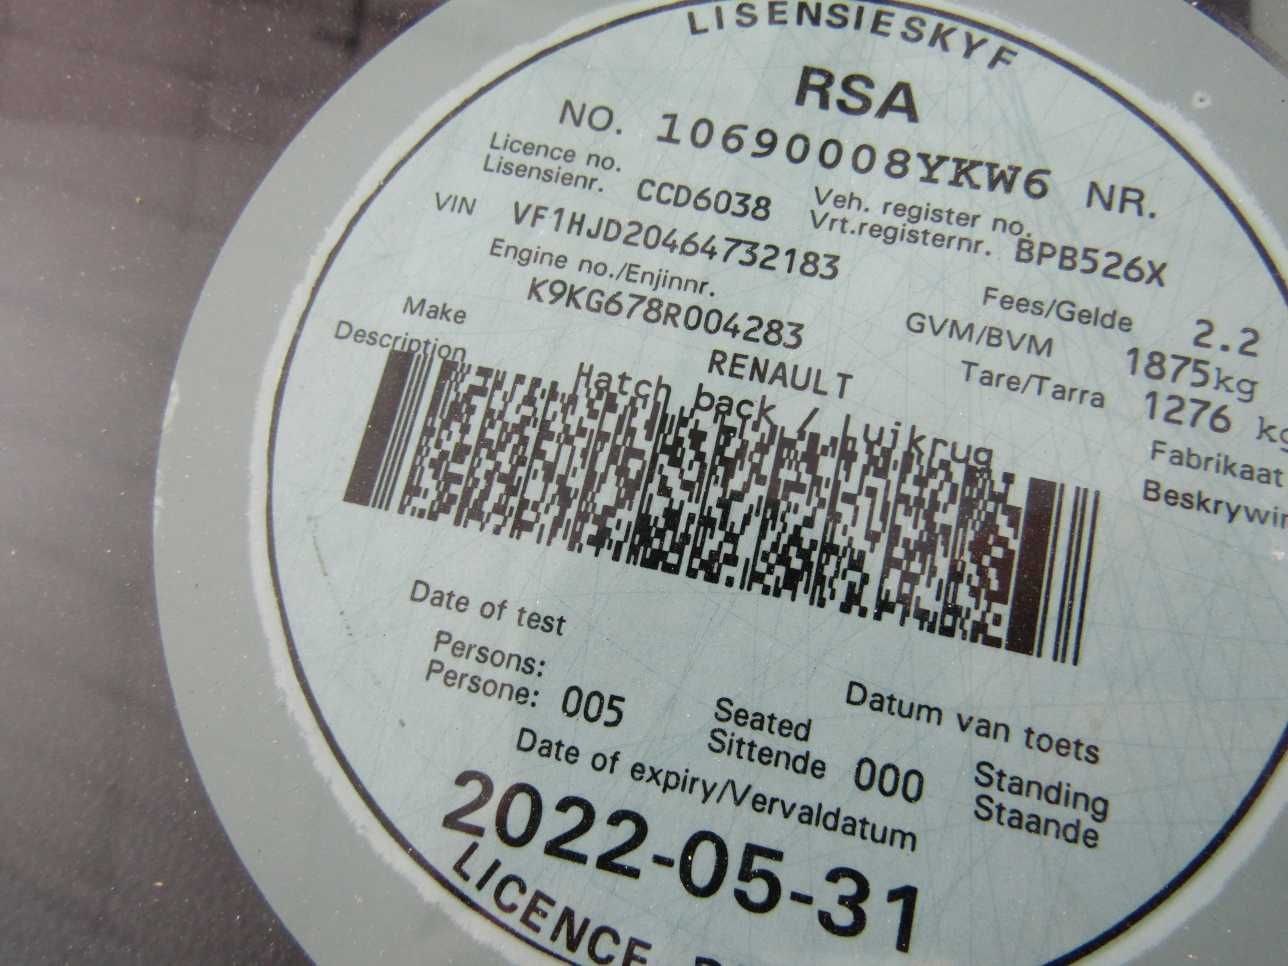 LISENSIESKYF
RSA
NO. 10690008YKW6 NR.
Licence no.
Lisensienr. CCD6038 Veh. register no.
Vrt.registernr. BPB526X
VIN VF1HJD20464732183
Engine no./Enjinnr.
K9KG678R004283
Fees/Gelde 2.2
GVM/BVM 1875kg
Tare/Tarra 1276 kg
Make RENAULT Fabrikaat
Description Hatch back / Luikrug
Date of test Datum van toets
Persons:
Persone: 005 Seated
Sittende 000 Standing
Staande
Date of expiry/Vervaldatum
2022-05-31
LICENCE